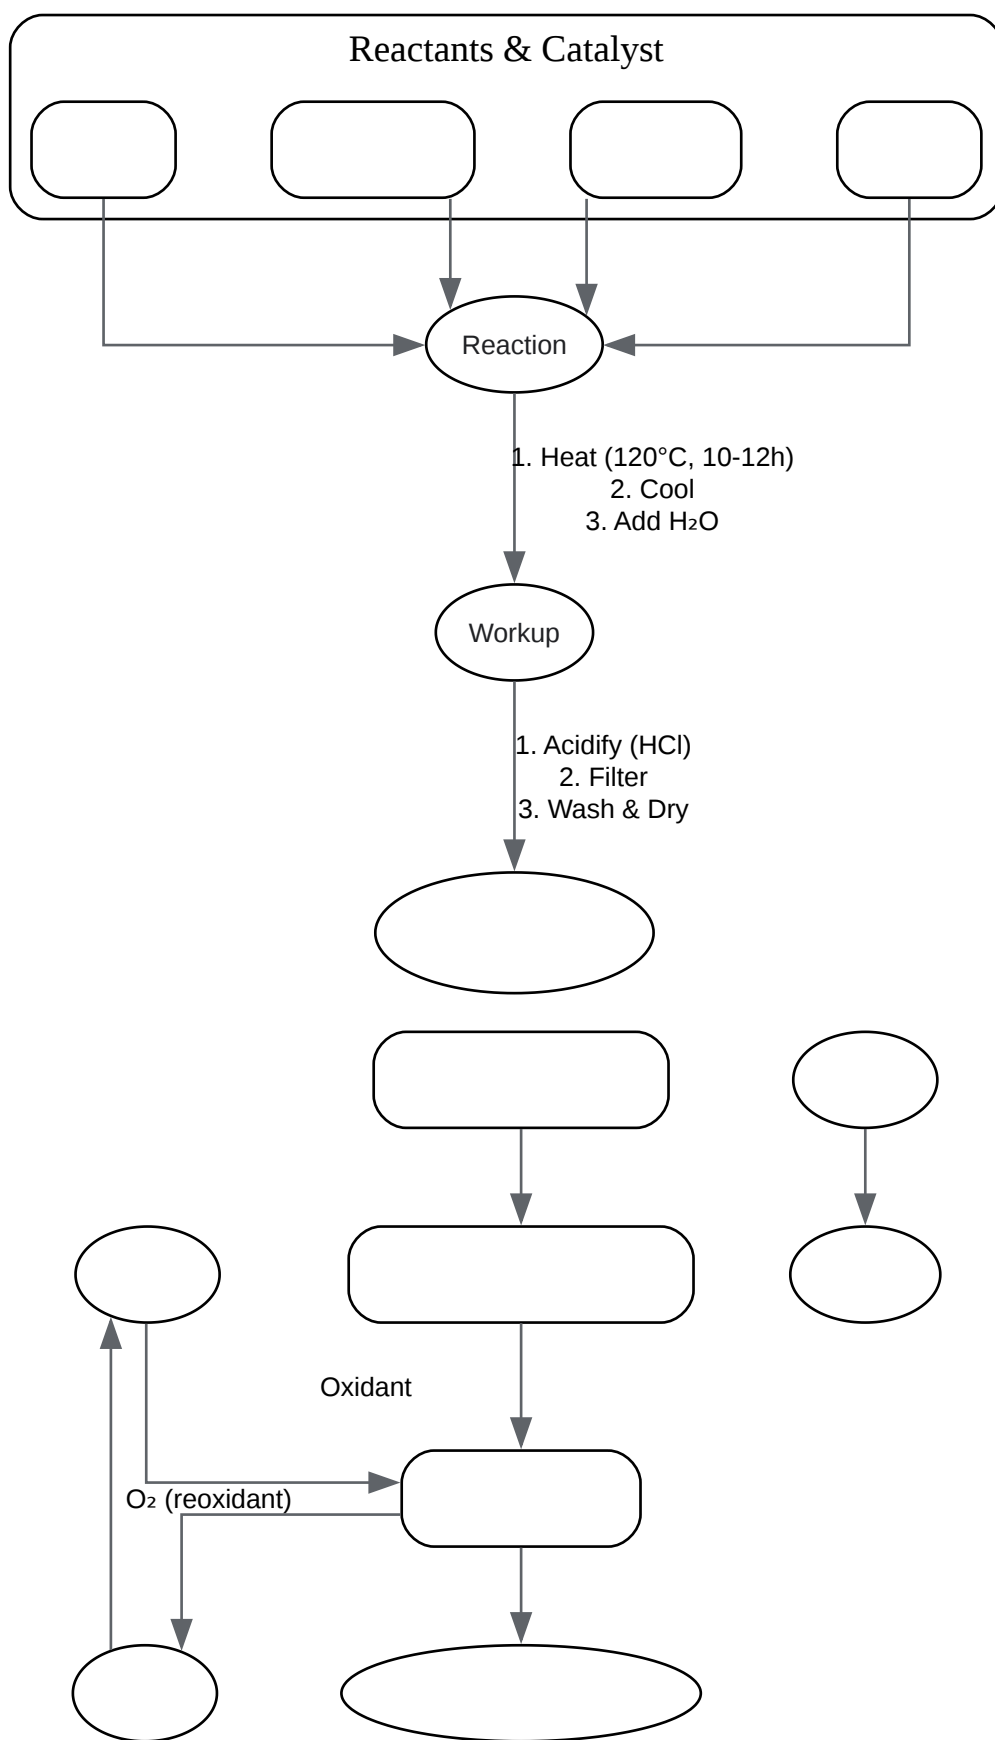 Reactants & Catalyst
Reaction
1. Heat (120°C, 10-12h)
2. Cool
3. Add H₂O
Workup
1. Acidify (HCl)
2. Filter
3. Wash & Dry
Oxidant
O₂ (reoxidant)